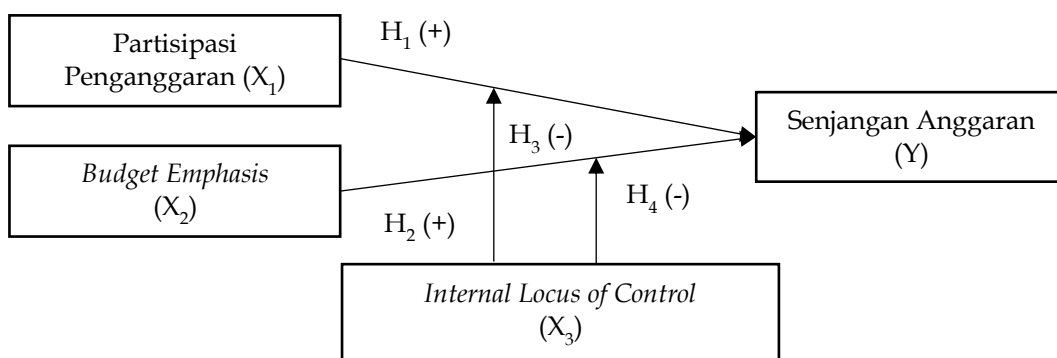 Partisipasi
Penganggaran (X₁)
H₁ (+)
Senjangan Anggaran
(Y)
H₃ (-)
Budget Emphasis
(X₂)
H₄ (-)
H₂ (+)
Internal Locus of Control
(X₃)